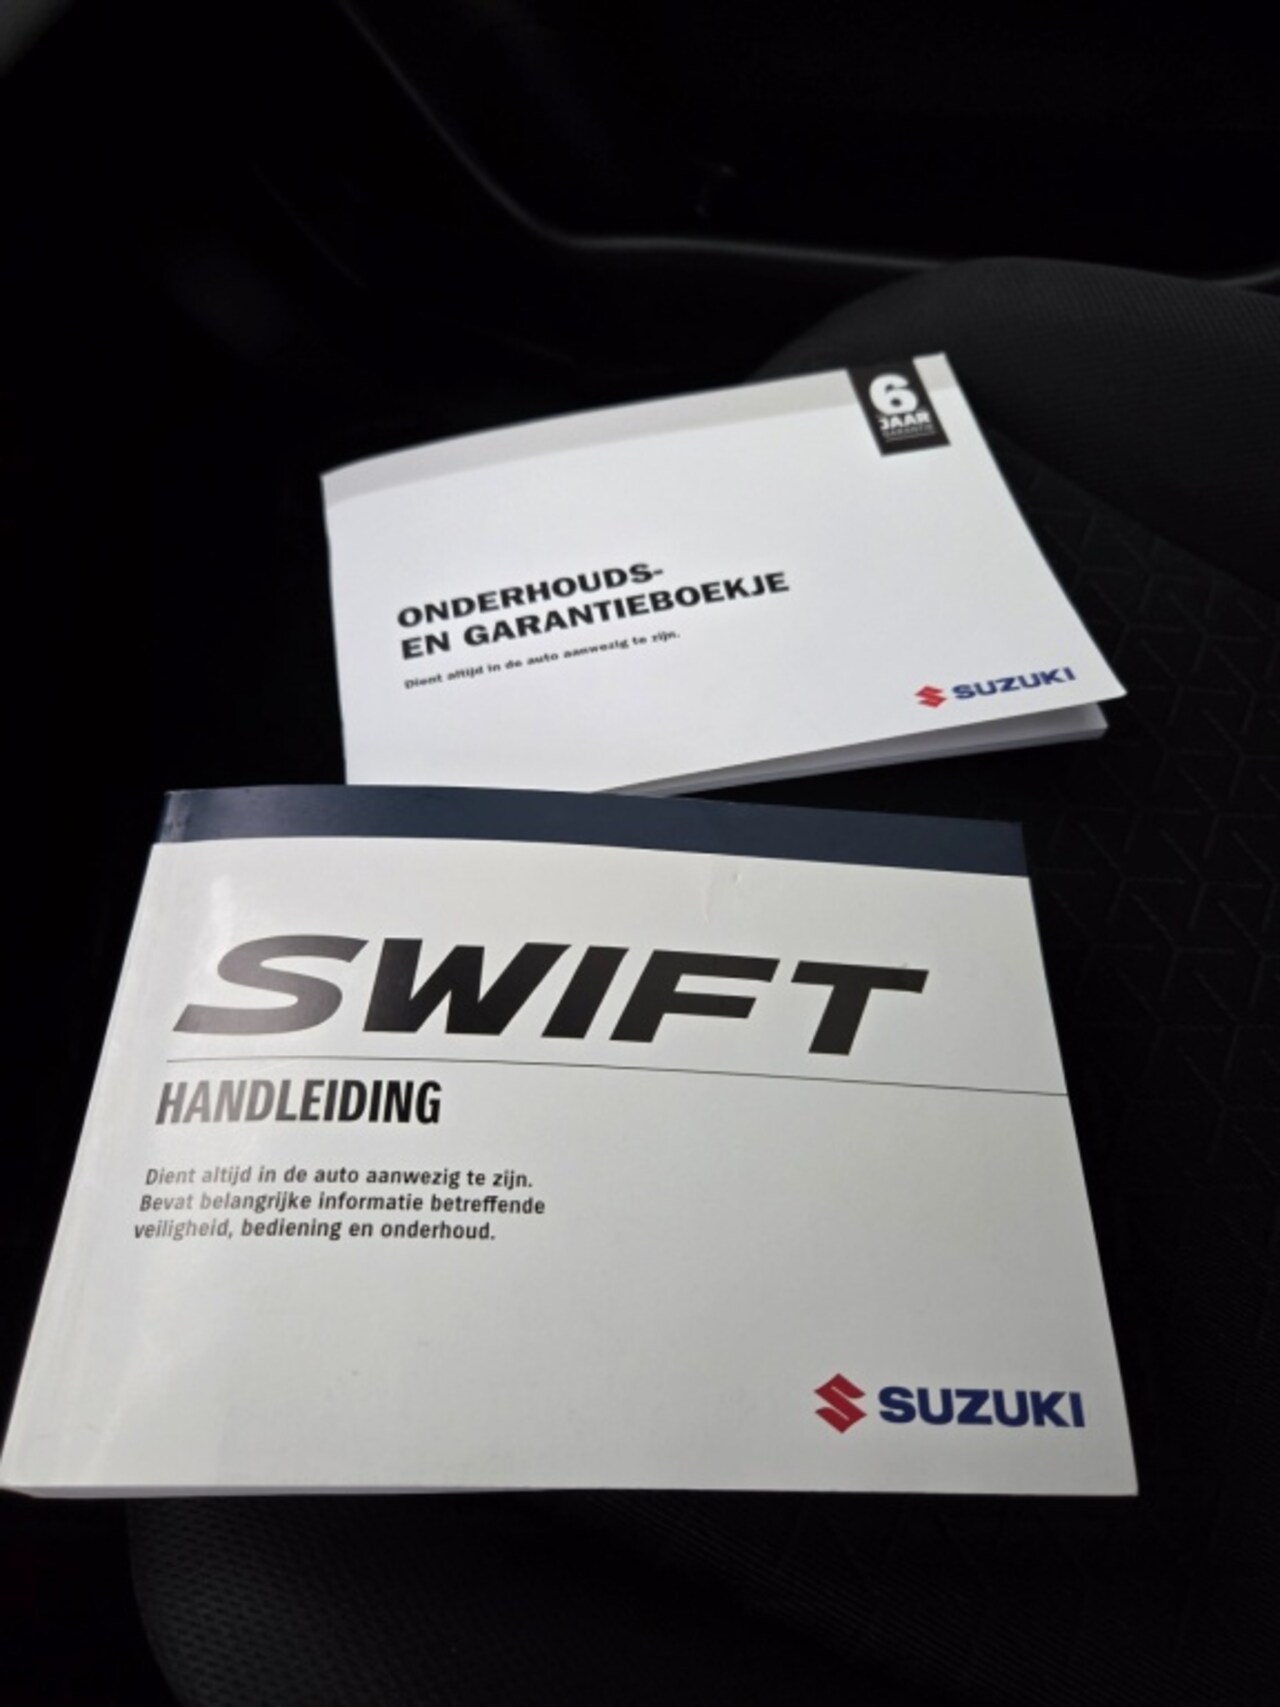 6
JAAR
GARANTIE
ONDERHOUDS-
EN GARANTIEBOEKJE
Dient altijd in de auto aanwezig te zijn.
SUZUKI
SWIFT
HANDLEIDING
Dient altijd in de auto aanwezig te zijn.
Bevat belangrijke informatie betreffende
veiligheid, bediening en onderhoud.
SUZUKI